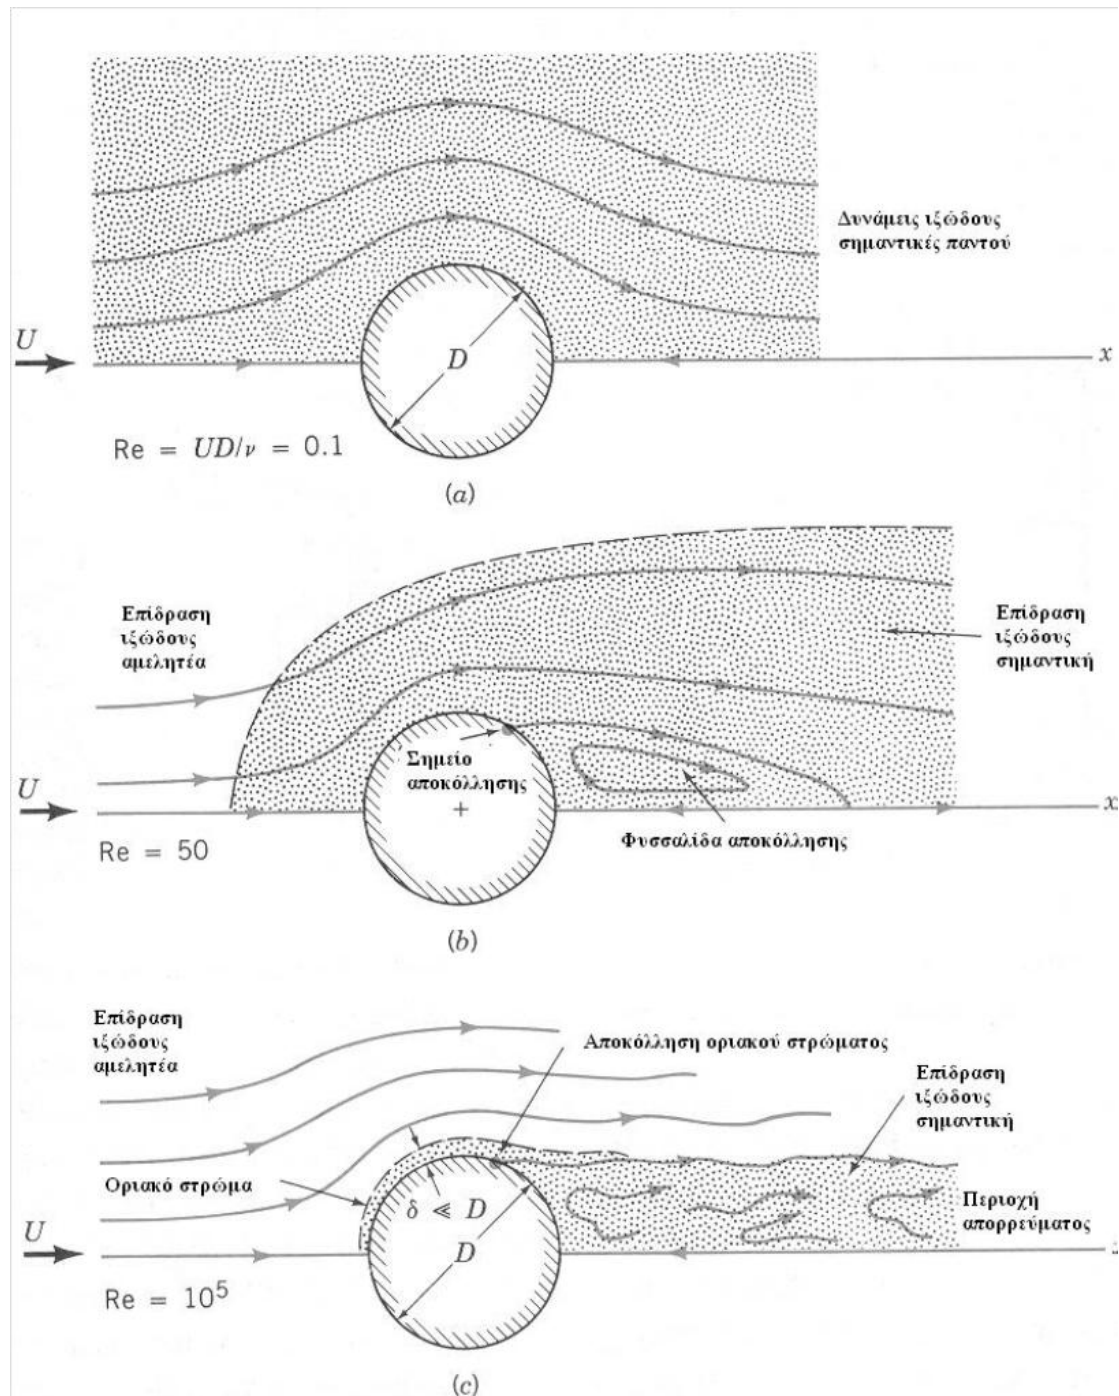 Δυνάμεις ιξώδους
σημαντικές παντού
U
D
x
Re = UD/ν = 0.1
(a)
Επίδραση
ιξώδους
αμελητέα
Επίδραση
ιξώδους
σημαντική
Σημείο
αποκόλλησης
U
+
x
Re = 50
Φυσσαλίδα αποκόλλησης
(b)
Επίδραση
ιξώδους
αμελητέα
Αποκόλληση οριακού στρώματος
Επίδραση
ιξώδους
σημαντική
Οριακό στρώμα
δ ≪ D
Περιοχή
απορρεύματος
U
D
Re = 10⁵
(c)